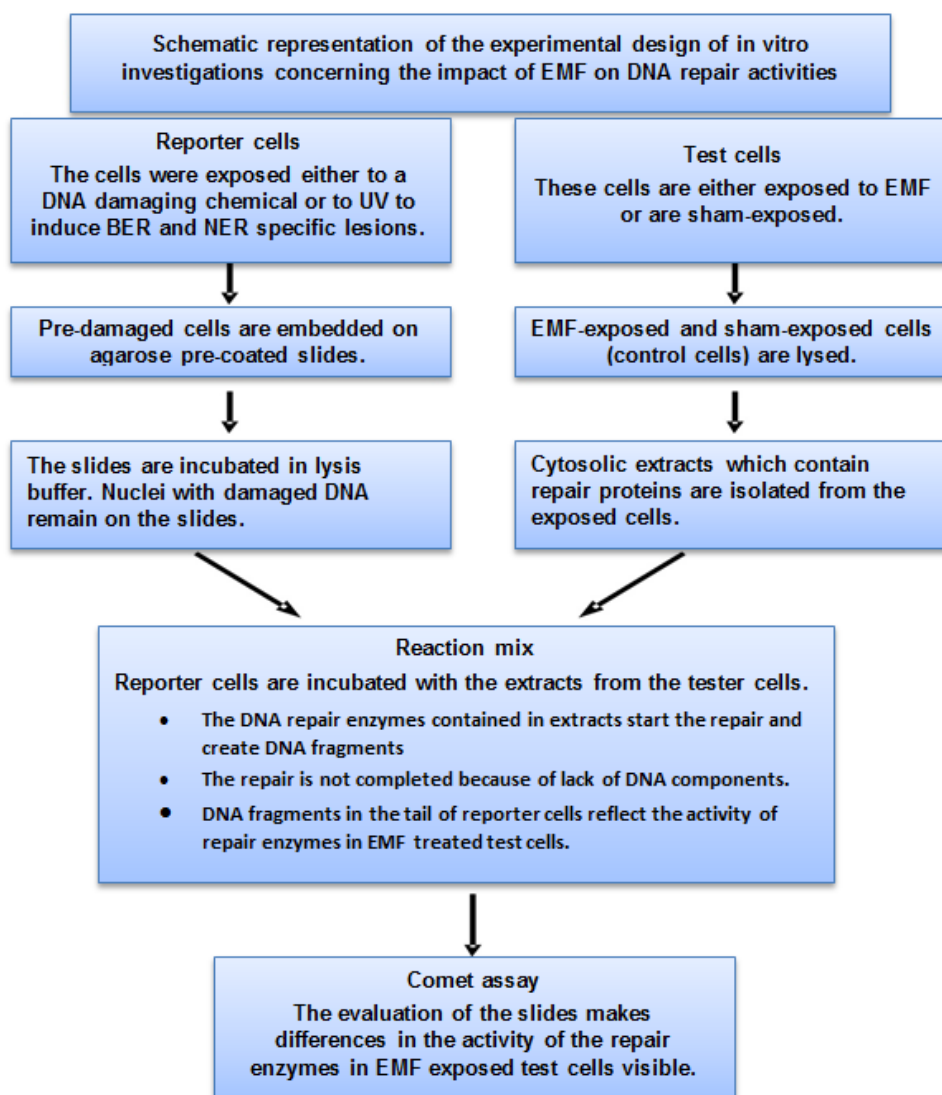 Schematic representation of the experimental design of in vitro
investigations concerning the impact of EMF on DNA repair activities
Reporter cells
The cells were exposed either to a
DNA damaging chemical or to UV to
induce BER and NER specific lesions.
Test cells
These cells are either exposed to EMF
or are sham-exposed.
Pre-damaged cells are embedded on
agarose pre-coated slides.
EMF-exposed and sham-exposed cells
(control cells) are lysed.
The slides are incubated in lysis
buffer. Nuclei with damaged DNA
remain on the slides.
Cytosolic extracts which contain
repair proteins are isolated from the
exposed cells.
Reaction mix
Reporter cells are incubated with the extracts from the tester cells.
• The DNA repair enzymes contained in extracts start the repair and
create DNA fragments
• The repair is not completed because of lack of DNA components.
• DNA fragments in the tail of reporter cells reflect the activity of
repair enzymes in EMF treated test cells.
Comet assay
The evaluation of the slides makes
differences in the activity of the repair
enzymes in EMF exposed test cells visible.